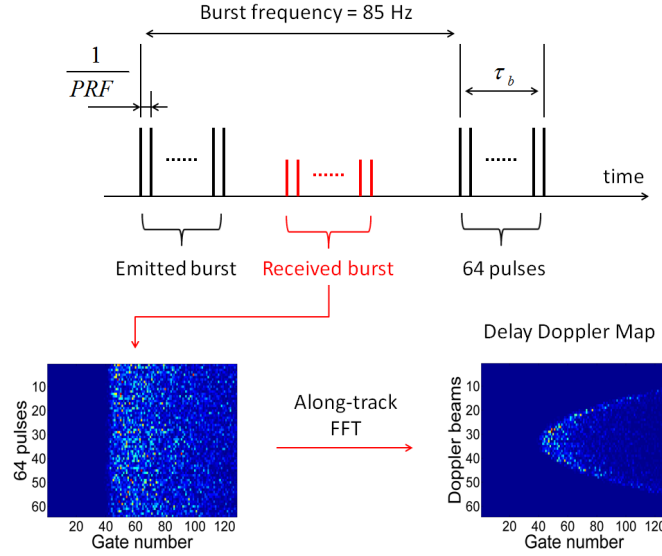 Burst frequency = 85 Hz
1
PRF
τb
......
......
......
time
Emitted burst
Received burst
64 pulses
Delay Doppler Map
64 pulses
10
20
30
40
50
60
20 40 60 80 100 120
Gate number
Along-track
FFT
Doppler beams
10
20
30
40
50
60
20 40 60 80 100 120
Gate number